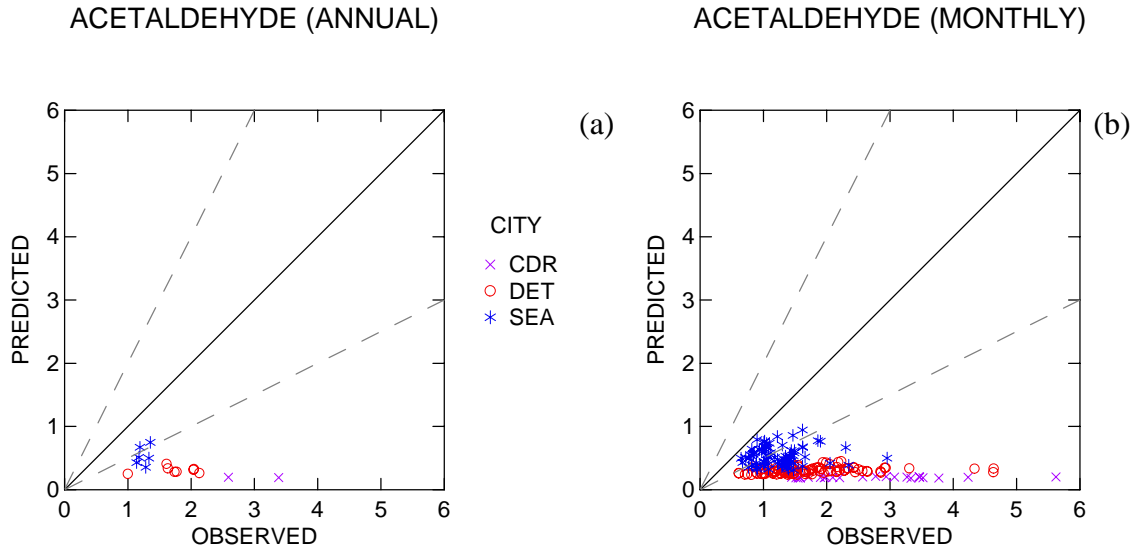 ACETALDEHYDE (ANNUAL)
6
5
4
3
2
1
0
PREDICTED
0 1 2 3 4 5 6
OBSERVED
(a)
CITY
CDR
DET
SEA
ACETALDEHYDE (MONTHLY)
6
5
4
3
2
1
0
PREDICTED
0 1 2 3 4 5 6
OBSERVED
(b)